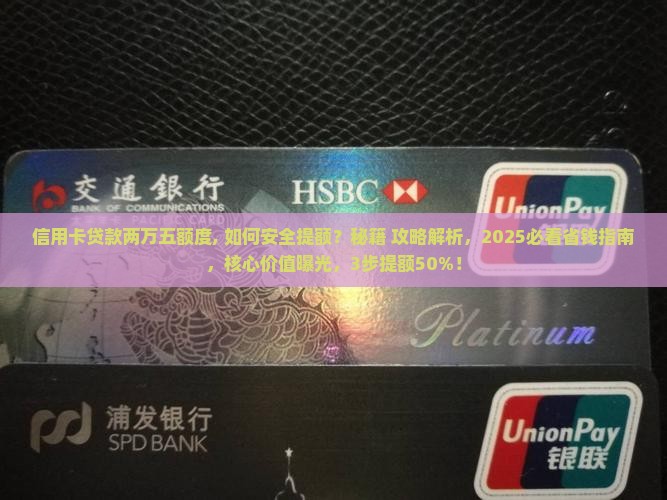 交通銀行
BANK OF COMMUNICATIONS
PACIFIC CARD
HSBC
UnionPay
信用卡贷款两万五额度, 如何安全提额？秘籍 攻略解析，2025必看省钱指南
，核心价值曝光，3步提额50%！
Platinum
浦发银行
SPD BANK
UnionPay
银联